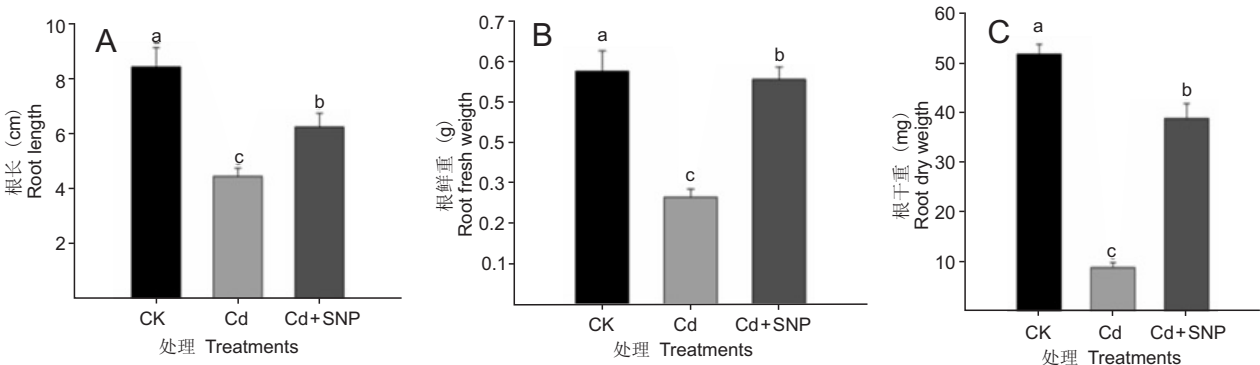 A
10
8
6
4
2
a
c
b
根长（cm）
Root length
CK Cd Cd+SNP
处理 Treatments
B
0.7
0.6
0.5
0.5
0.3
0.2
0.1
a
c
b
根鲜重（g）
Root fresh weigth
CK Cd Cd+SNP
处理 Treatments
C
60
50
40
30
20
10
a
c
b
根干重（mg）
Root dry weigth
CK Cd Cd+SNP
处理 Treatments